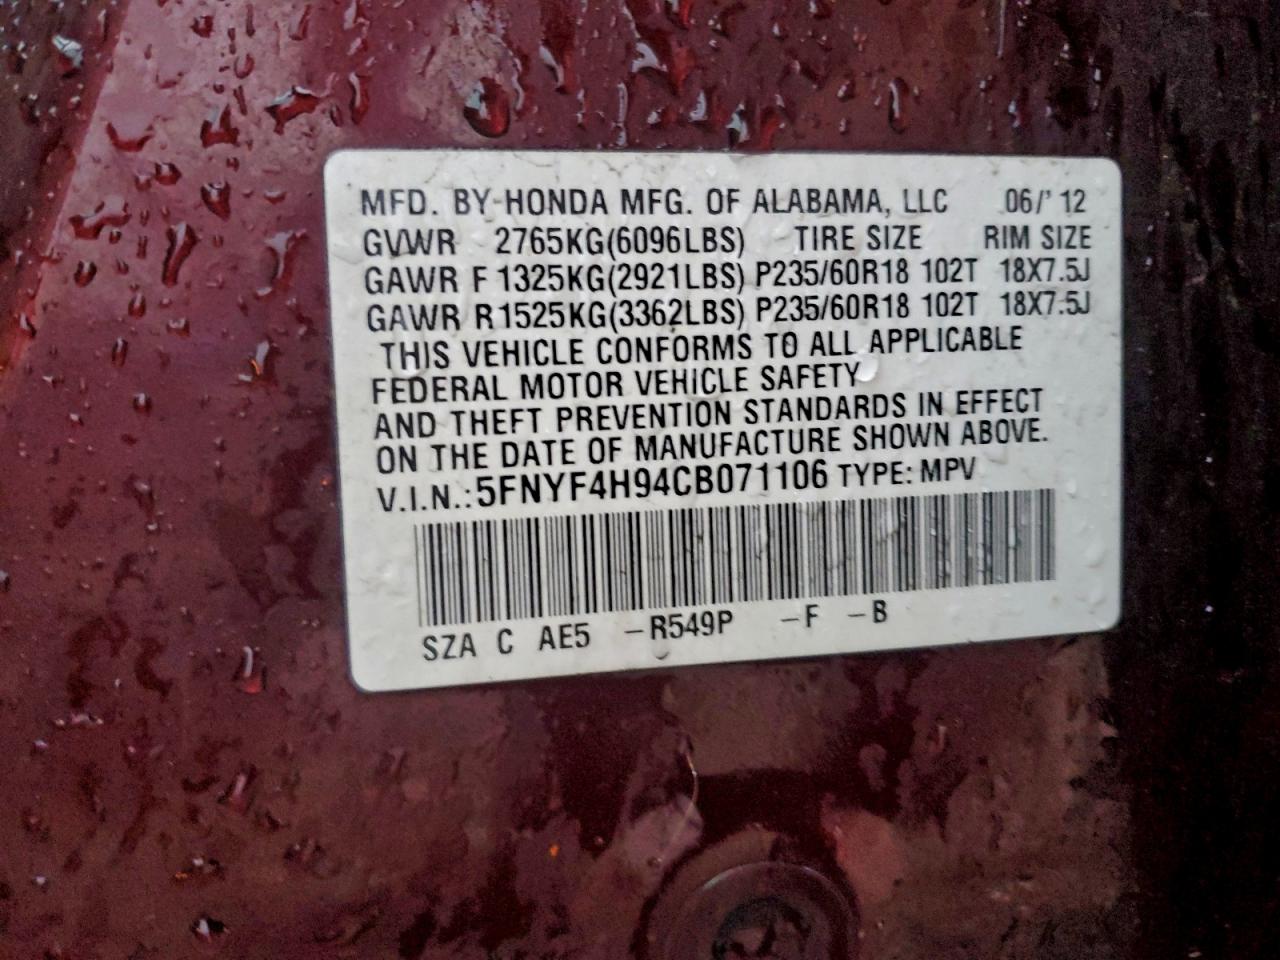 MFD. BY HONDA MFG. OF ALABAMA, LLC 06/'12
GVWR 2765KG(6096LBS) TIRE SIZE RIM SIZE
GAWR F 1325KG(2921LBS) P235/60R18 102T 18X7.5J
GAWR R 1525KG(3362LBS) P235/60R18 102T 18X7.5J
THIS VEHICLE CONFORMS TO ALL APPLICABLE
FEDERAL MOTOR VEHICLE SAFETY
AND THEFT PREVENTION STANDARDS IN EFFECT
ON THE DATE OF MANUFACTURE SHOWN ABOVE.
V.I.N.: 5FNYF4H94CB071106 TYPE: MPV
SZA C AE5 -R549P -F -B